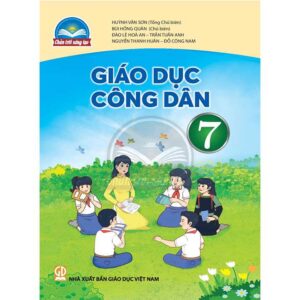 HUỲNH VĂN SƠN (Tổng Chủ biên)
BÙI HỒNG QUÂN (Chủ biên)
ĐÀO LÊ HOÀ AN – TRẦN TUẤN ANH
NGUYỄN THANH HUÂN – ĐỖ CÔNG NAM
Chân trời sáng tạo
GIÁO DỤC
CÔNG DÂN
7
NHÀ XUẤT BẢN GIÁO DỤC VIỆT NAM